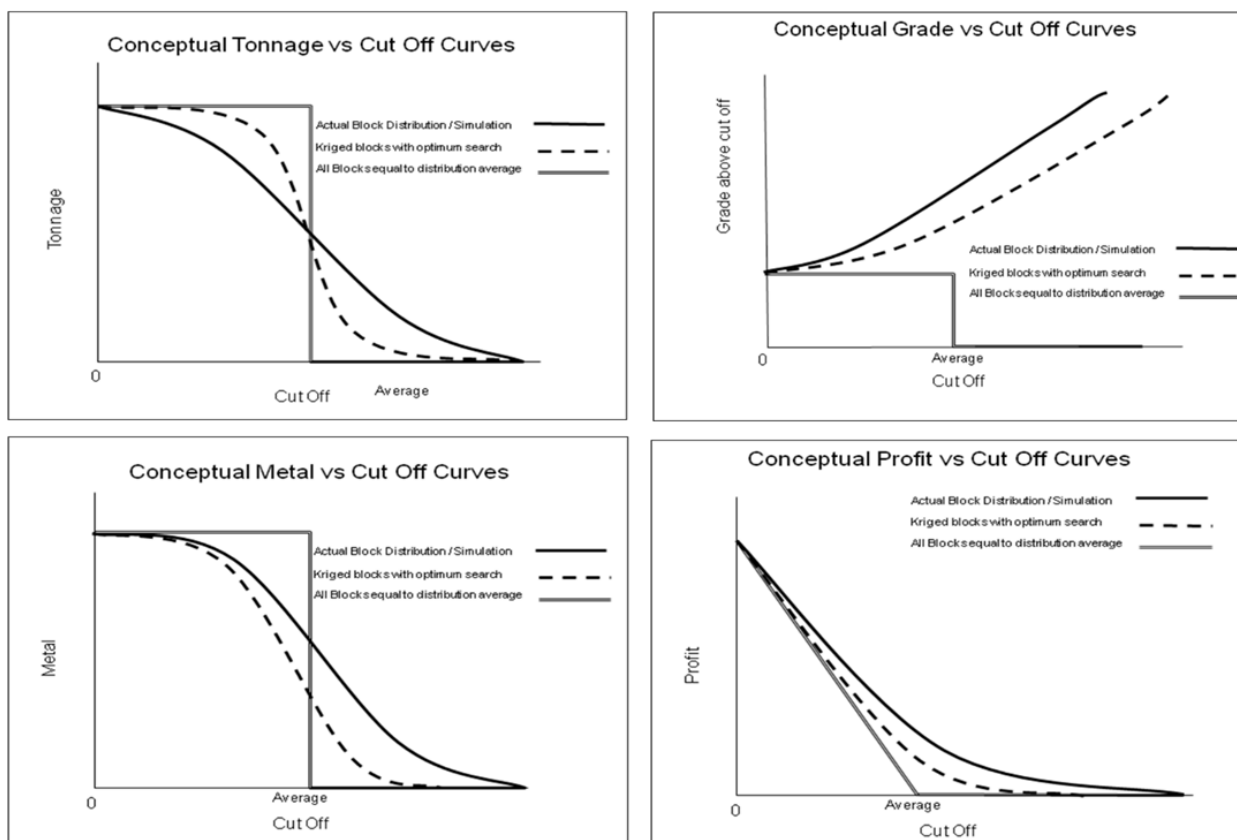 Conceptual Tonnage vs Cut Off Curves
Tonnage
Actual Block Distribution / Simulation
Kriged blocks with optimum search
All Block sequal to distribution average
0
Cut Off
Average
Conceptual Grade vs Cut Off Curves
Grade above cut off
Actual Block Distribution / Simulation
Kriged blocks with optimum search
All Block sequal to distribution average
0
Average
Cut Off
Conceptual Metal vs Cut Off Curves
Metal
Actual Block Distribution / Simulation
Kriged blocks with optimum search
All Blocks equal to distribution average
0
Average
Cut Off
Conceptual Profit vs Cut Off Curves
Profit
Actual Block Distribution / Simulation
Kriged blocks with optimum search
All Blocks equal to distribution average
0
Average
Cut Off